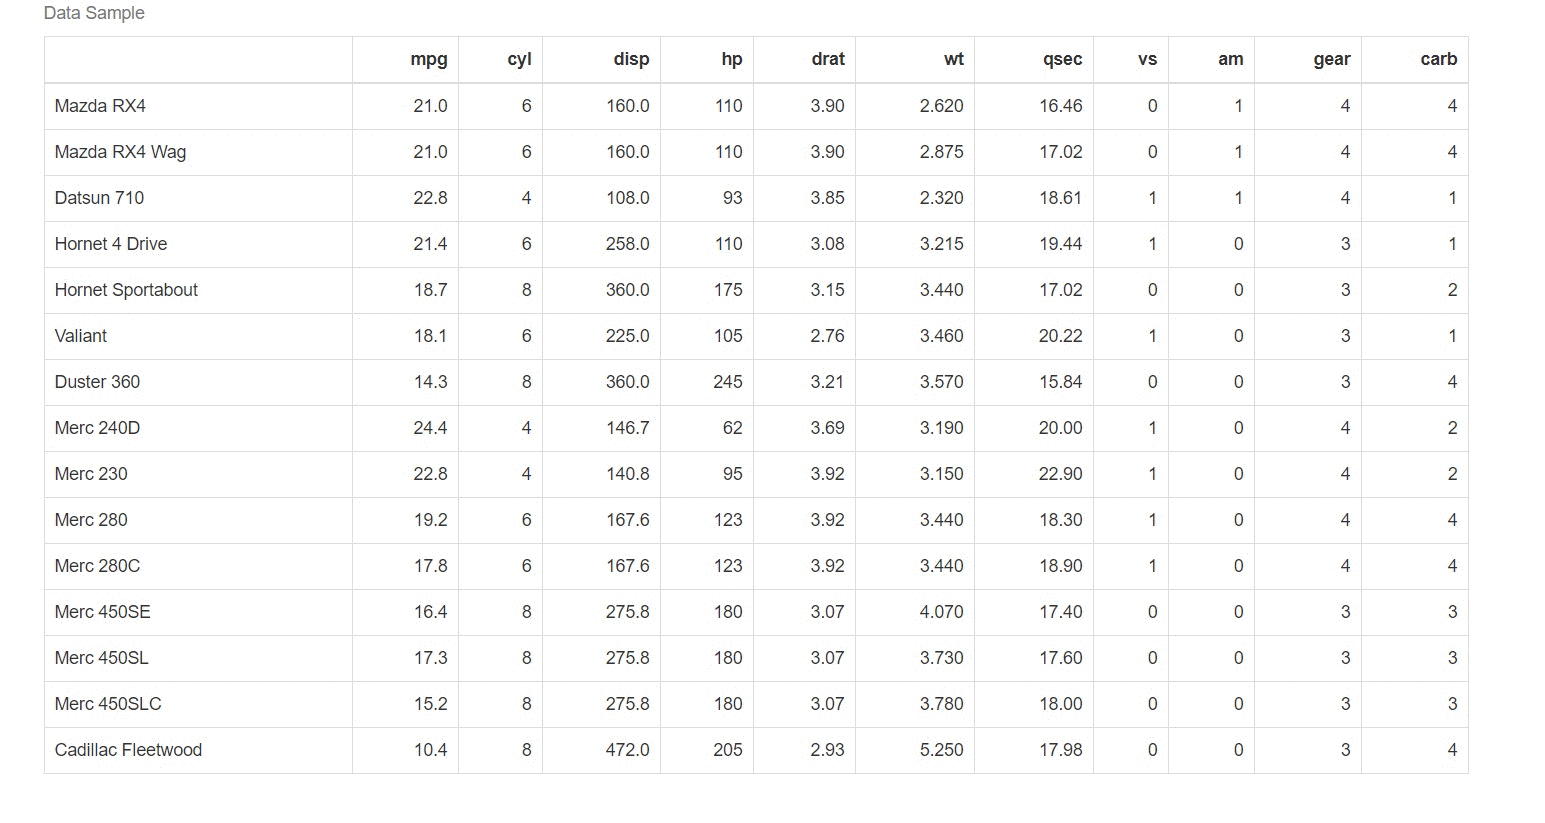 Data Sample
mpg cyl disp hp drat wt qsec vs am gear carb
Mazda RX4 21.0 6 160.0 110 3.90 2.620 16.46 0 1 4 4
Mazda RX4 Wag 21.0 6 160.0 110 3.90 2.875 17.02 0 1 4 4
Datsun 710 22.8 4 108.0 93 3.85 2.320 18.61 1 1 4 1
Hornet 4 Drive 21.4 6 258.0 110 3.08 3.215 19.44 1 0 3 1
Hornet Sportabout 18.7 8 360.0 175 3.15 3.440 17.02 0 0 3 2
Valiant 18.1 6 225.0 105 2.76 3.460 20.22 1 0 3 1
Duster 360 14.3 8 360.0 245 3.21 3.570 15.84 0 0 3 4
Merc 240D 24.4 4 146.7 62 3.69 3.190 20.00 1 0 4 2
Merc 230 22.8 4 140.8 95 3.92 3.150 22.90 1 0 4 2
Merc 280 19.2 6 167.6 123 3.92 3.440 18.30 1 0 4 4
Merc 280C 17.8 6 167.6 123 3.92 3.440 18.90 1 0 4 4
Merc 450SE 16.4 8 275.8 180 3.07 4.070 17.40 0 0 3 3
Merc 450SL 17.3 8 275.8 180 3.07 3.730 17.60 0 0 3 3
Merc 450SLC 15.2 8 275.8 180 3.07 3.780 18.00 0 0 3 3
Cadillac Fleetwood 10.4 8 472.0 205 2.93 5.250 17.98 0 0 3 4